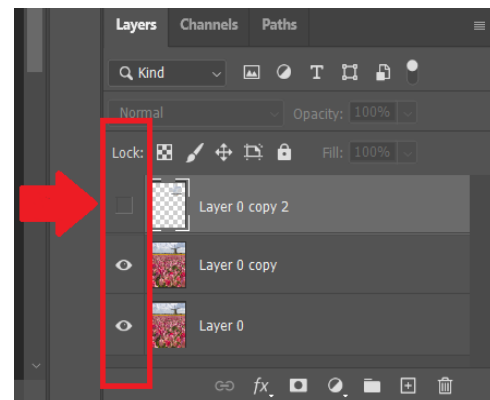 Layers Channels Paths
Kind
Normal Opacity: 100%
Lock: Fill: 100%
Layer 0 copy 2
Layer 0 copy
Layer 0
fx